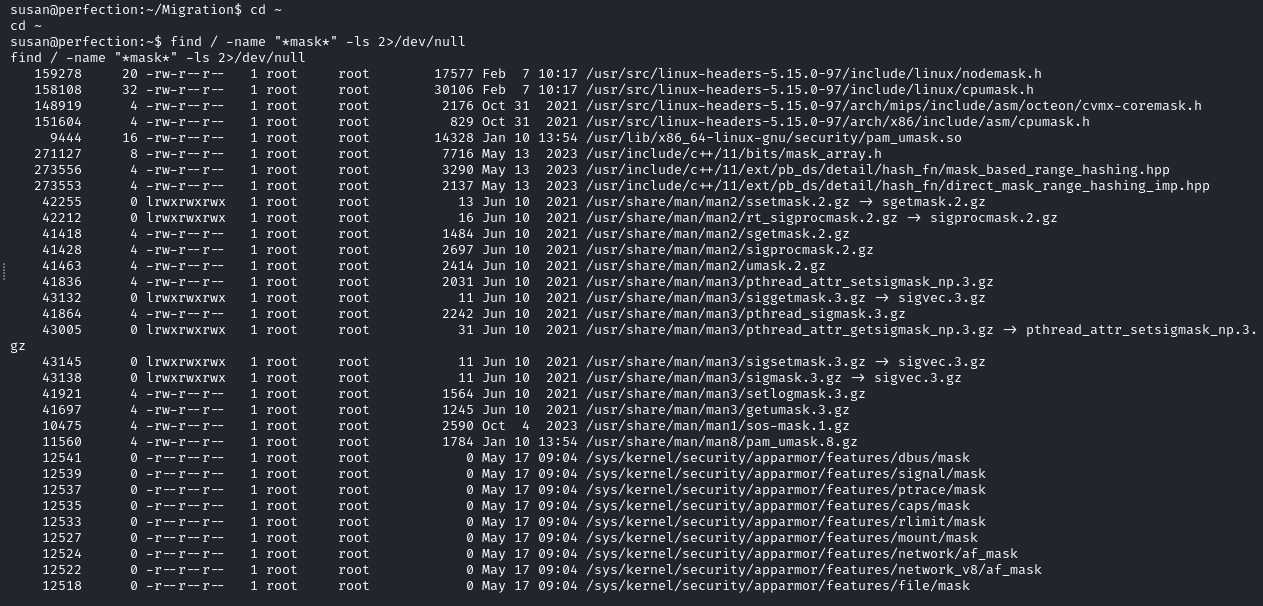 susan@perfection:~/Migration$ cd ~
cd ~
susan@perfection:~$ find / -name "*mask*" -ls 2>/dev/null
find / -name "*mask*" -ls 2>/dev/null
159278 20 -rw-r--r-- 1 root root 17577 Feb 7 10:17 /usr/src/linux-headers-5.15.0-97/include/linux/nodemask.h
158108 32 -rw-r--r-- 1 root root 30106 Feb 7 10:17 /usr/src/linux-headers-5.15.0-97/include/linux/cpumask.h
148919 4 -rw-r--r-- 1 root root 2176 Oct 31 2021 /usr/src/linux-headers-5.15.0-97/arch/mips/include/asm/octeon/cvmx-coremask.h
151604 4 -rw-r--r-- 1 root root 829 Oct 31 2021 /usr/src/linux-headers-5.15.0-97/arch/x86/include/asm/cpumask.h
9444 16 -rw-r--r-- 1 root root 14328 Jan 10 13:54 /usr/lib/x86_64-linux-gnu/security/pam_umask.so
271127 8 -rw-r--r-- 1 root root 7716 May 13 2023 /usr/include/c++/11/bits/mask_array.h
273556 4 -rw-r--r-- 1 root root 3290 May 13 2023 /usr/include/c++/11/ext/pb_ds/detail/hash_fn/mask_based_range_hashing.hpp
273553 4 -rw-r--r-- 1 root root 2137 May 13 2023 /usr/include/c++/11/ext/pb_ds/detail/hash_fn/direct_mask_range_hashing_imp.hpp
42255 0 lrwxrwxrwx 1 root root 13 Jun 10 2021 /usr/share/man/man2/ssetmask.2.gz -> sgetmask.2.gz
42212 0 lrwxrwxrwx 1 root root 16 Jun 10 2021 /usr/share/man/man2/rt_sigprocmask.2.gz -> sigprocmask.2.gz
41418 4 -rw-r--r-- 1 root root 1484 Jun 10 2021 /usr/share/man/man2/sgetmask.2.gz
41428 4 -rw-r--r-- 1 root root 2697 Jun 10 2021 /usr/share/man/man2/sigprocmask.2.gz
41463 4 -rw-r--r-- 1 root root 2414 Jun 10 2021 /usr/share/man/man2/umask.2.gz
41836 4 -rw-r--r-- 1 root root 2031 Jun 10 2021 /usr/share/man/man3/pthread_attr_setsigmask_np.3.gz
43132 0 lrwxrwxrwx 1 root root 11 Jun 10 2021 /usr/share/man/man3/siggetmask.3.gz -> sigvec.3.gz
41864 4 -rw-r--r-- 1 root root 2242 Jun 10 2021 /usr/share/man/man3/pthread_sigmask.3.gz
43005 0 lrwxrwxrwx 1 root root 31 Jun 10 2021 /usr/share/man/man3/pthread_attr_getsigmask_np.3.gz -> pthread_attr_setsigmask_np.3.
gz
43145 0 lrwxrwxrwx 1 root root 11 Jun 10 2021 /usr/share/man/man3/sigsetmask.3.gz -> sigvec.3.gz
43138 0 lrwxrwxrwx 1 root root 11 Jun 10 2021 /usr/share/man/man3/sigmask.3.gz -> sigvec.3.gz
41921 4 -rw-r--r-- 1 root root 1564 Jun 10 2021 /usr/share/man/man3/setlogmask.3.gz
41697 4 -rw-r--r-- 1 root root 1245 Jun 10 2021 /usr/share/man/man3/getumask.3.gz
10475 4 -rw-r--r-- 1 root root 2590 Oct 4 2023 /usr/share/man/man1/sos-mask.1.gz
11560 4 -rw-r--r-- 1 root root 1784 Jan 10 13:54 /usr/share/man/man8/pam_umask.8.gz
12541 0 -r--r--r-- 1 root root 0 May 17 09:04 /sys/kernel/security/apparmor/features/dbus/mask
12539 0 -r--r--r-- 1 root root 0 May 17 09:04 /sys/kernel/security/apparmor/features/signal/mask
12537 0 -r--r--r-- 1 root root 0 May 17 09:04 /sys/kernel/security/apparmor/features/ptrace/mask
12535 0 -r--r--r-- 1 root root 0 May 17 09:04 /sys/kernel/security/apparmor/features/caps/mask
12533 0 -r--r--r-- 1 root root 0 May 17 09:04 /sys/kernel/security/apparmor/features/rlimit/mask
12527 0 -r--r--r-- 1 root root 0 May 17 09:04 /sys/kernel/security/apparmor/features/mount/mask
12524 0 -r--r--r-- 1 root root 0 May 17 09:04 /sys/kernel/security/apparmor/features/network/af_mask
12522 0 -r--r--r-- 1 root root 0 May 17 09:04 /sys/kernel/security/apparmor/features/network_v8/af_mask
12518 0 -r--r--r-- 1 root root 0 May 17 09:04 /sys/kernel/security/apparmor/features/file/mask